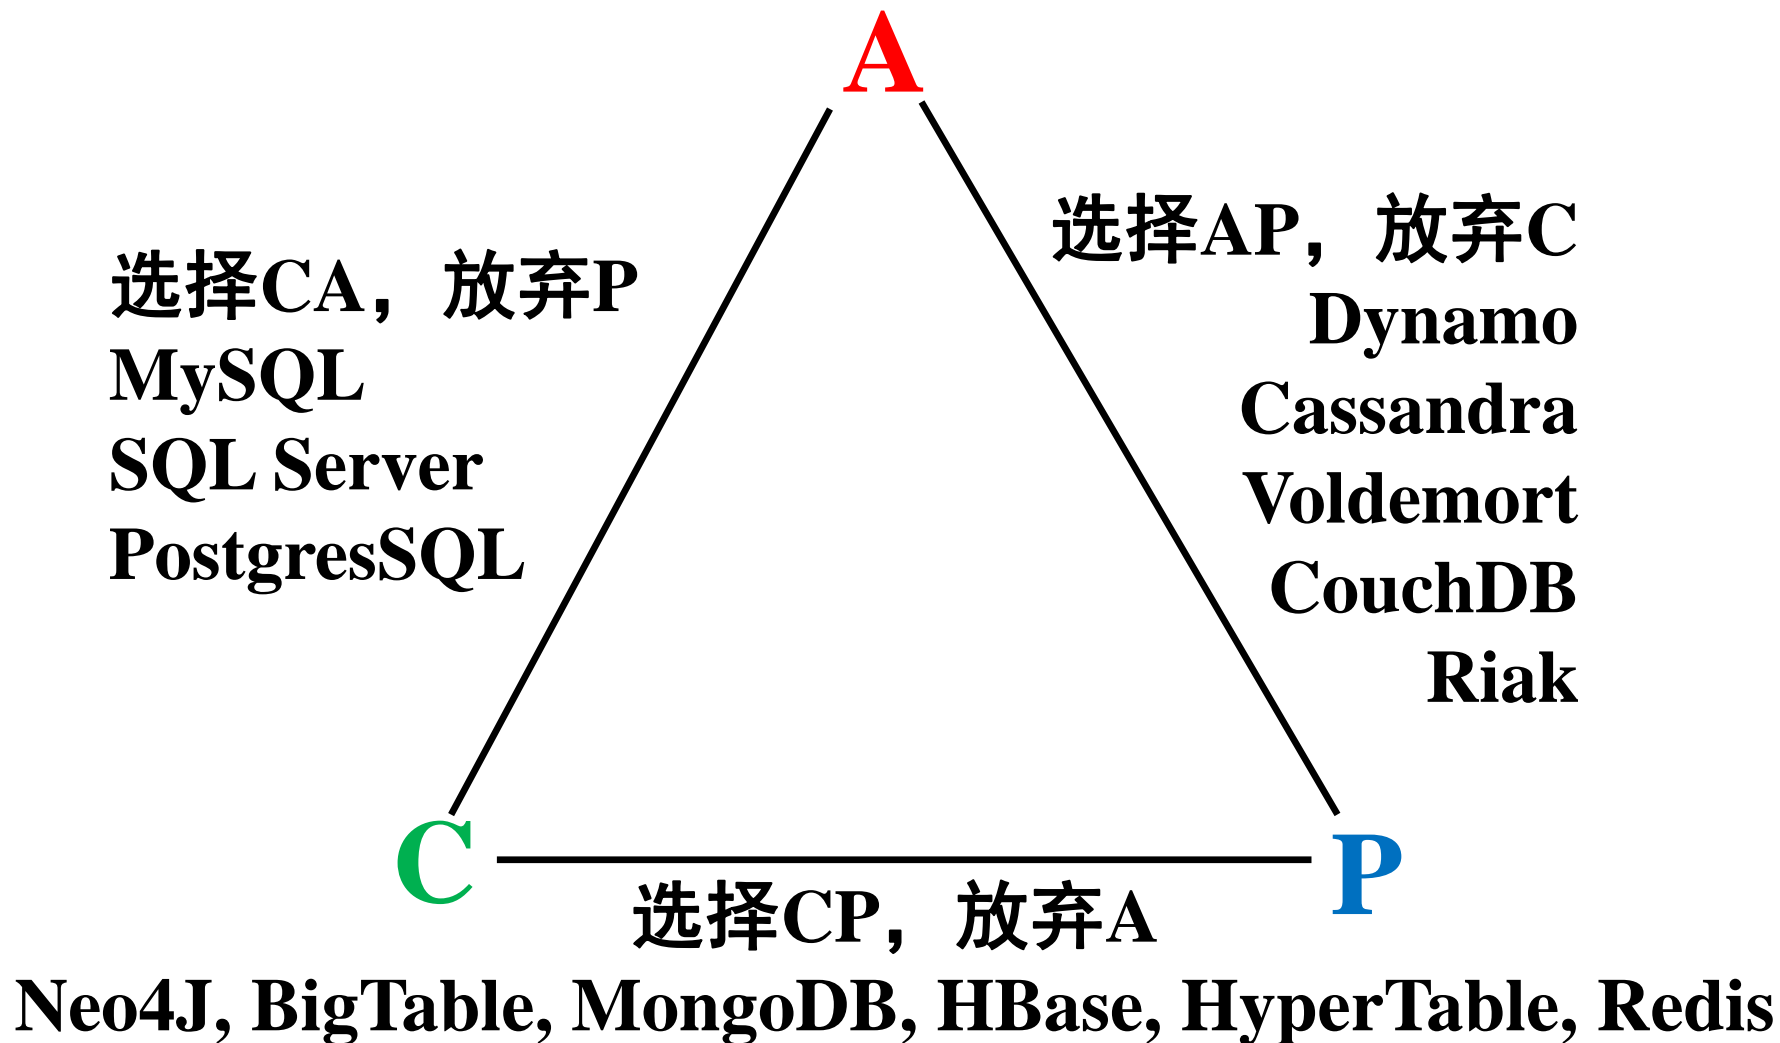 A
选择CA，放弃P
MySQL
SQL Server
PostgresSQL
选择AP，放弃C
Dynamo
Cassandra
Voldemort
CouchDB
Riak
C
P
选择CP，放弃A
Neo4J, BigTable, MongoDB, HBase, HyperTable, Redis